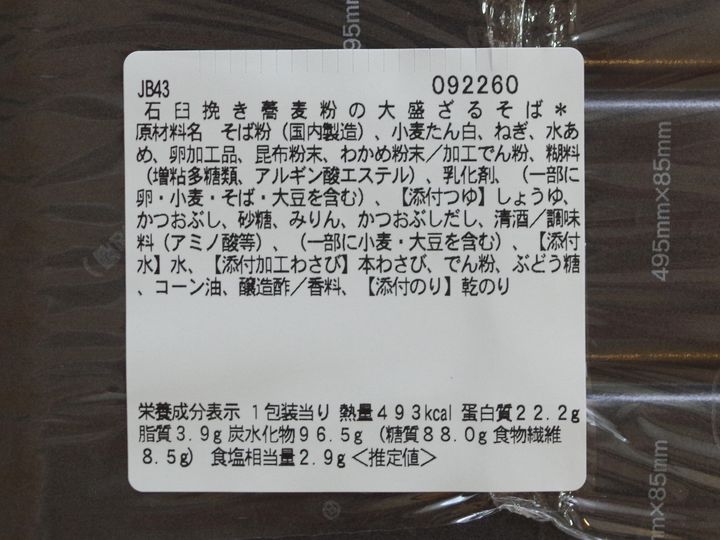 JB43 092260
石臼挽き蕎麦粉の大盛ざるそば＊
原材料名 そば粉（国内製造）、小麦たん白、ねぎ、水あ
め、卵加工品、昆布粉末、わかめ粉末／加工でん粉、糊料
（増粘多糖類、アルギン酸エステル）、乳化剤、（一部に
卵・小麦・そば・大豆を含む）、【添付つゆ】しょうゆ、
かつおぶし、砂糖、みりん、かつおぶしだし、清酒／調味
料（アミノ酸等）、（一部に小麦・大豆を含む）、【添付
水】水、【添付加工わさび】本わさび、でん粉、ぶどう糖
、コーン油、醸造酢／香料、【添付のり】乾のり
栄養成分表示 １包装当り 熱量４９３kcal 蛋白質２２.２g
脂質３.９g 炭水化物９６.５g （糖質８８.０g 食物繊維
８.５g） 食塩相当量２.９g＜推定値＞
95mm
495mm×85mm
m×85mm